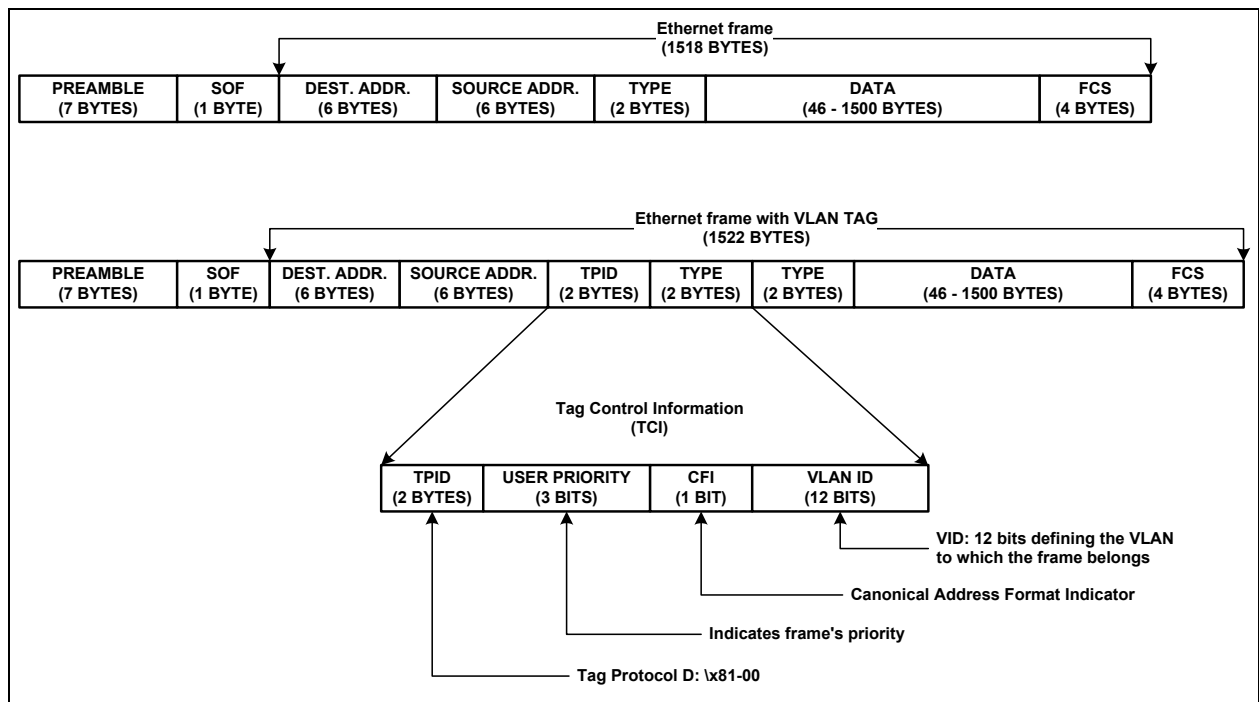 Ethernet frame
(1518 BYTES)
PREAMBLE
(7 BYTES)
SOF
(1 BYTE)
DEST. ADDR.
(6 BYTES)
SOURCE ADDR.
(6 BYTES)
TYPE
(2 BYTES)
DATA
(46 - 1500 BYTES)
FCS
(4 BYTES)
Ethernet frame with VLAN TAG
(1522 BYTES)
PREAMBLE
(7 BYTES)
SOF
(1 BYTE)
DEST. ADDR.
(6 BYTES)
SOURCE ADDR.
(6 BYTES)
TPID
(2 BYTES)
TYPE
(2 BYTES)
TYPE
(2 BYTES)
DATA
(46 - 1500 BYTES)
FCS
(4 BYTES)
Tag Control Information
(TCI)
TPID
(2 BYTES)
USER PRIORITY
(3 BITS)
CFI
(1 BIT)
VLAN ID
(12 BITS)
VID: 12 bits defining the VLAN
to which the frame belongs
Canonical Address Format Indicator
Indicates frame's priority
Tag Protocol D: \x81-00